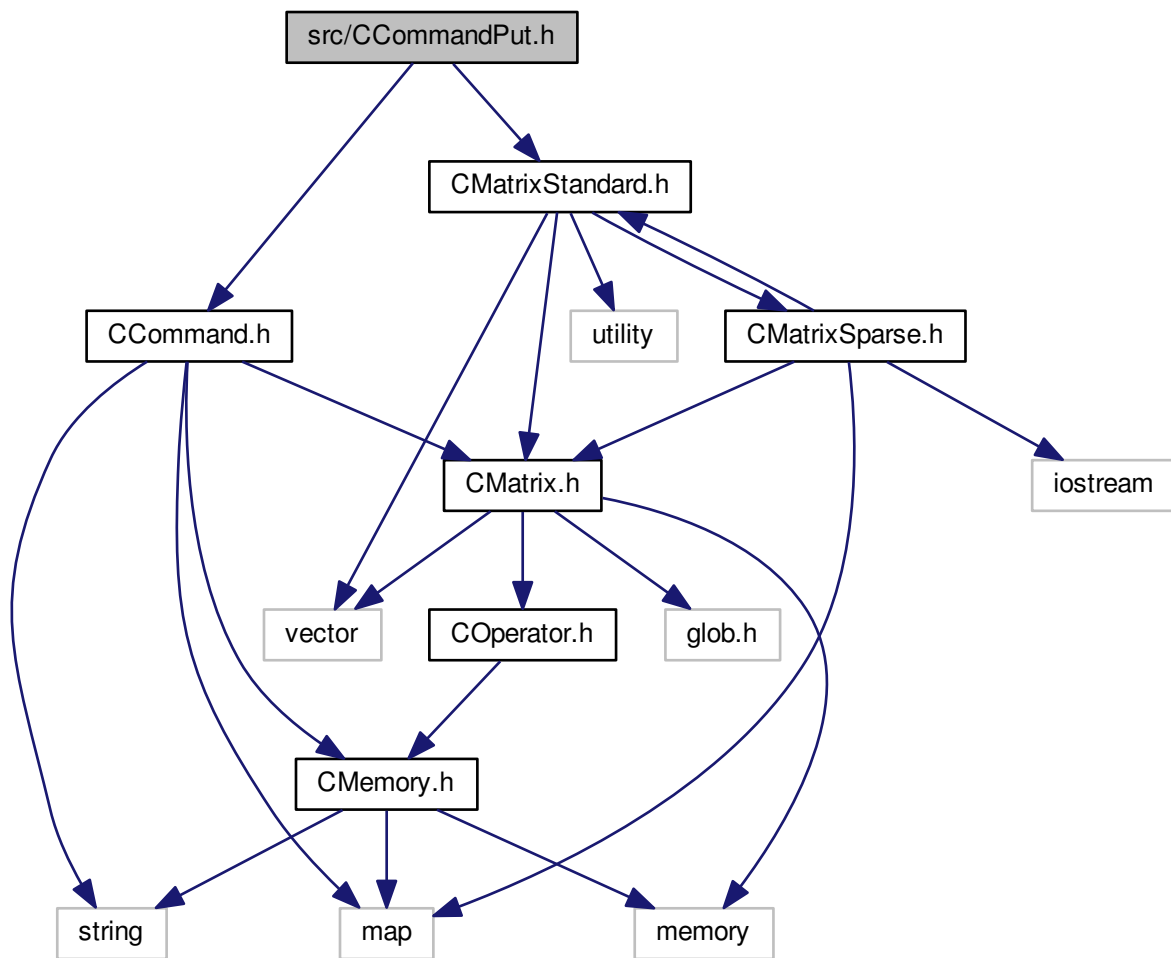 src/CCommandPut.h
CMatrixStandard.h
CCommand.h
utility
CMatrixSparse.h
CMatrix.h
iostream
vector
COperator.h
glob.h
CMemory.h
string
map
memory